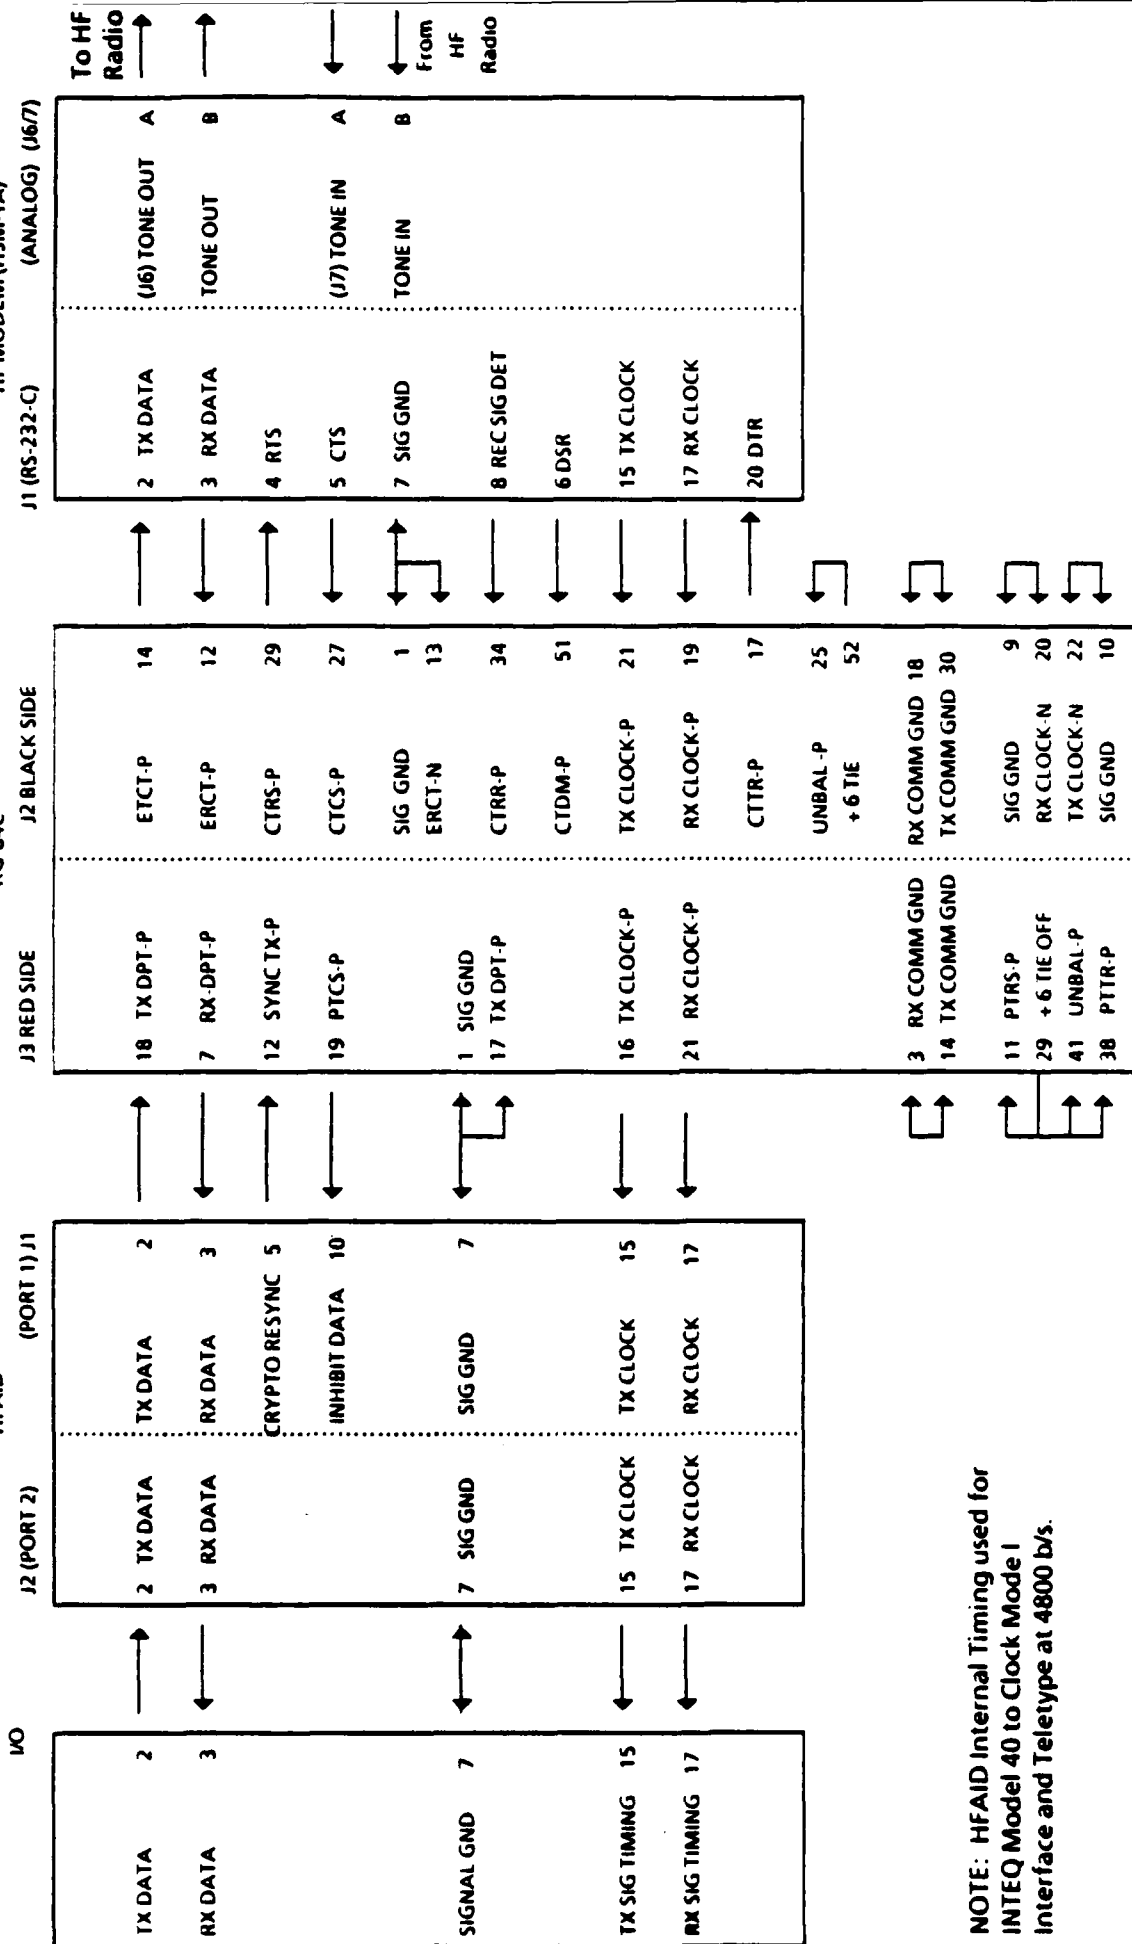 I/O
TX DATA 2
RX DATA 3
SIGNAL GND 7
TX SIG TIMING 15
RX SIG TIMING 17
J2 (PORT 2) (PORT 1) J1
2 TX DATA TX DATA 2
3 RX DATA RX DATA 3
CRYPTO RESYNC 5
INHIBIT DATA 10
7 SIG GND SIG GND 7
15 TX CLOCK TX CLOCK 15
17 RX CLOCK RX CLOCK 17
J3 RED SIDE J2 BLACK SIDE
18 TX DPT-P ETCT-P 14
7 RX-DPT-P ERCT-P 12
12 SYNC TX-P CTRS-P 29
19 PTCS-P CTCS-P 27
1 SIG GND SIG GND 1
ERCT-N 13
17 TX DPT-P CTRR-P 34
CTDM-P 51
16 TX CLOCK-P TX CLOCK-P 21
21 RX CLOCK-P RX CLOCK-P 19
CTTR-P 17
UNBAL-P 25
+6 TIE 52
3 RX COMM GND RX COMM GND 18
14 TX COMM GND TX COMM GND 30
11 PTRS-P SIG GND 9
29 +6 TIE OFF RX CLOCK-N 20
41 UNBAL-P TX CLOCK-N 22
38 PTTR-P SIG GND 10
J1 (RS-232-C) (ANALOG) (J6/7)
2 TX DATA (J6) TONE OUT A
3 RX DATA TONE OUT B
4 RTS
5 CTS (J7) TONE IN A
7 SIG GND TONE IN B
8 REC SIG DET
6 DSR
15 TX CLOCK
17 RX CLOCK
20 DTR
To HF
Radio
From
HF
Radio
NOTE: HFAID Internal Timing used for
INTEQ Model 40 to Clock Model I
Interface and Teletype at 4800 b/s.